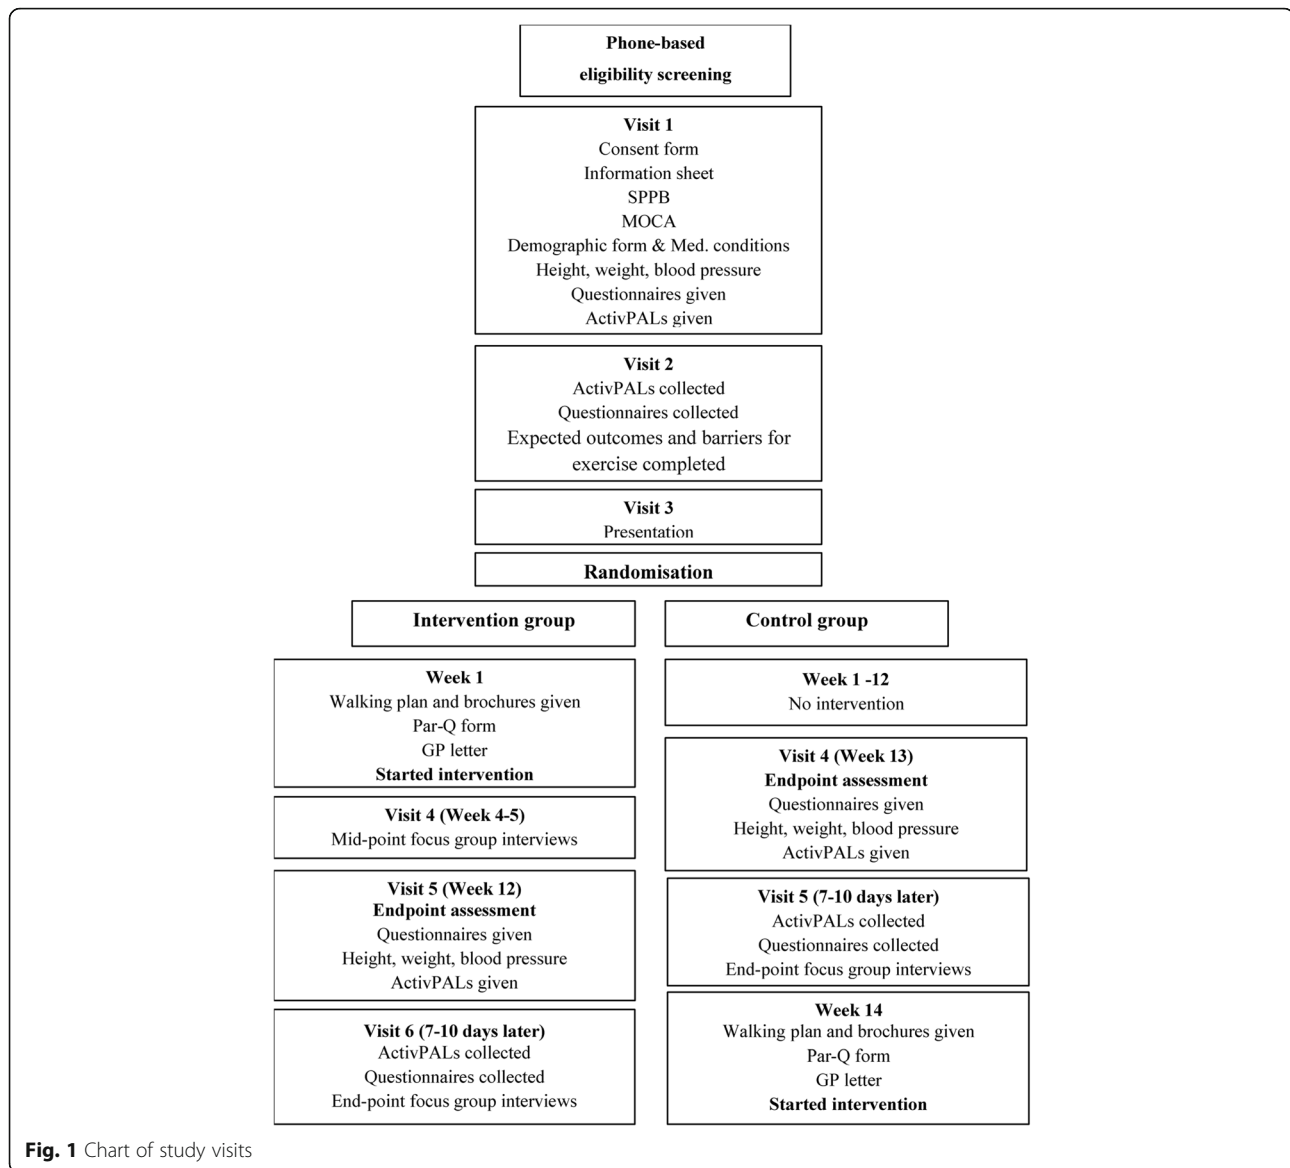 Phone-based
eligibility screening
Visit 1
Consent form
Information sheet
SPPB
MOCA
Demographic form & Med. conditions
Height, weight, blood pressure
Questionnaires given
ActivPALs given
Visit 2
ActivPALs collected
Questionnaires collected
Expected outcomes and barriers for
exercise completed
Visit 3
Presentation
Randomisation
Intervention group
Week 1
Walking plan and brochures given
Par-Q form
GP letter
Started intervention
Visit 4 (Week 4-5)
Mid-point focus group interviews
Visit 5 (Week 12)
Endpoint assessment
Questionnaires given
Height, weight, blood pressure
ActivPALs given
Visit 6 (7-10 days later)
ActivPALs collected
Questionnaires collected
End-point focus group interviews
Control group
Week 1 -12
No intervention
Visit 4 (Week 13)
Endpoint assessment
Questionnaires given
Height, weight, blood pressure
ActivPALs given
Visit 5 (7-10 days later)
ActivPALs collected
Questionnaires collected
End-point focus group interviews
Week 14
Walking plan and brochures given
Par-Q form
GP letter
Started intervention
Fig. 1 Chart of study visits